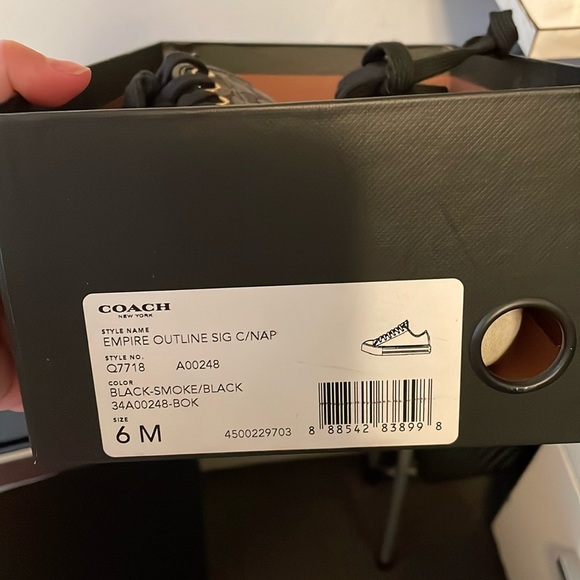 COACH
NEW YORK
STYLE NAME
EMPIRE OUTLINE SIG C/NAP
STYLE NO.
Q7718 A00248
COLOR
BLACK-SMOKE/BLACK
34A00248-BOK
SIZE
6 M 4500229703
8 88542 83899 8